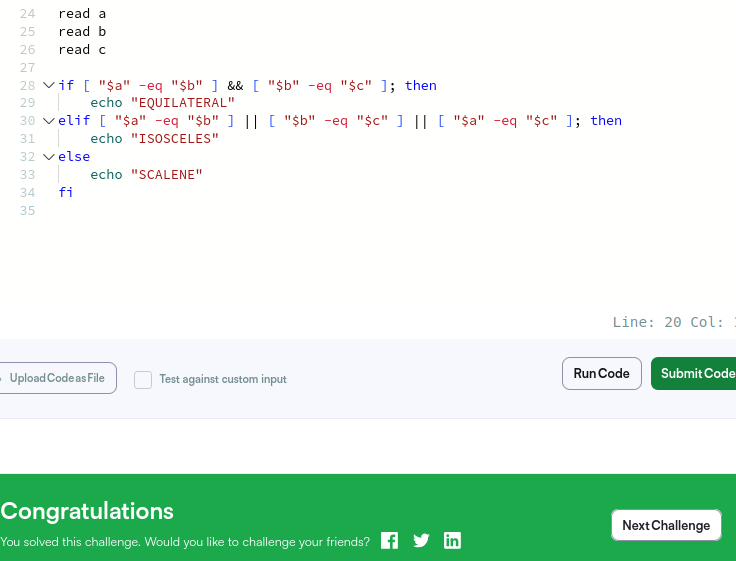 24 read a
25 read b
26 read c
27
28 if [ "$a" -eq "$b" ] && [ "$b" -eq "$c" ]; then
29 echo "EQUILATERAL"
30 elif [ "$a" -eq "$b" ] || [ "$b" -eq "$c" ] || [ "$a" -eq "$c" ]; then
31 echo "ISOSCELES"
32 else
33 echo "SCALENE"
34 fi
35
Line: 20 Col:
Upload Code as File
Test against custom input
Run Code
Submit Code
Congratulations
You solved this challenge. Would you like to challenge your friends?
Next Challenge